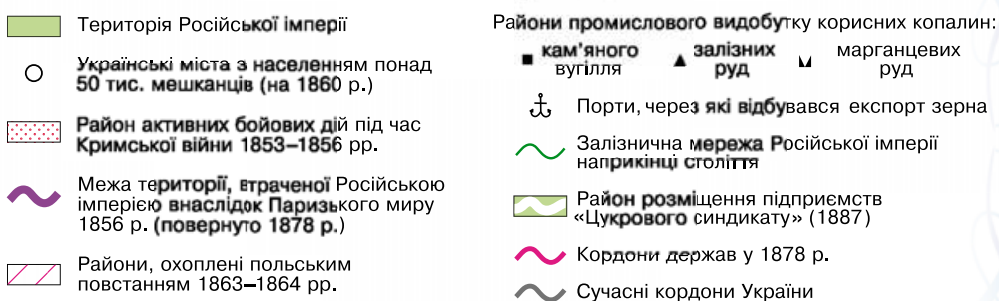 Територія Російської імперії
Українські міста з населенням понад
50 тис. мешканців (на 1860 р.)
Район активних бойових дій під час
Кримської війни 1853–1856 рр.
Межа території, втраченої Російською
імперією внаслідок Паризького миру
1856 р. (повернуто 1878 р.)
Райони, охоплені польським
повстанням 1863–1864 рр.
Райони промислового видобутку корисних копалин:
кам'яного
вугілля
залізних
руд
марганцевих
руд
Порти, через які відбувався експорт зерна
Залізнична мережа Російської імперії
наприкінці століття
Район розміщення підприємств
«Цукрового синдикату» (1887)
Кордони держав у 1878 р.
Сучасні кордони України